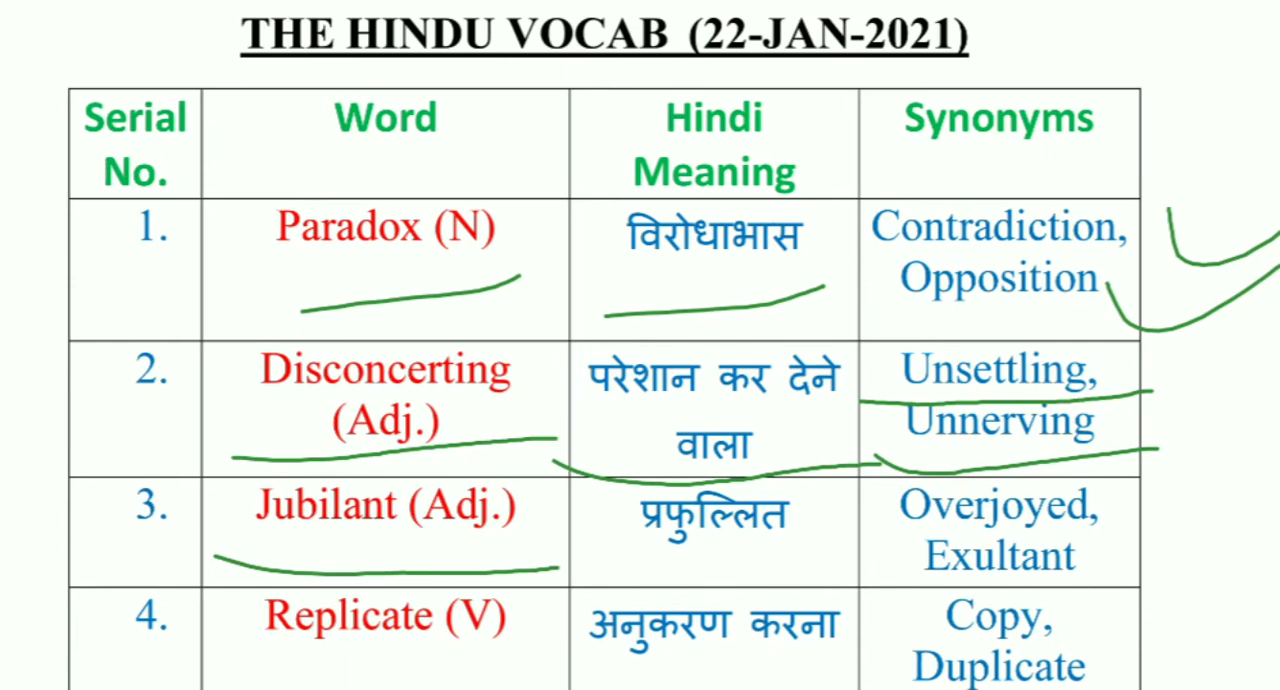 THE HINDU VOCAB (22-JAN-2021)
Serial No. Word Hindi Meaning Synonyms
1. Paradox (N) विरोधाभास Contradiction,
Opposition
2. Disconcerting परेशान कर देने Unsettling,
(Adj.) वाला Unnerving
3. Jubilant (Adj.) प्रफुल्लित Overjoyed,
Exultant
4. Replicate (V) अनुकरण करना Copy,
Duplicate